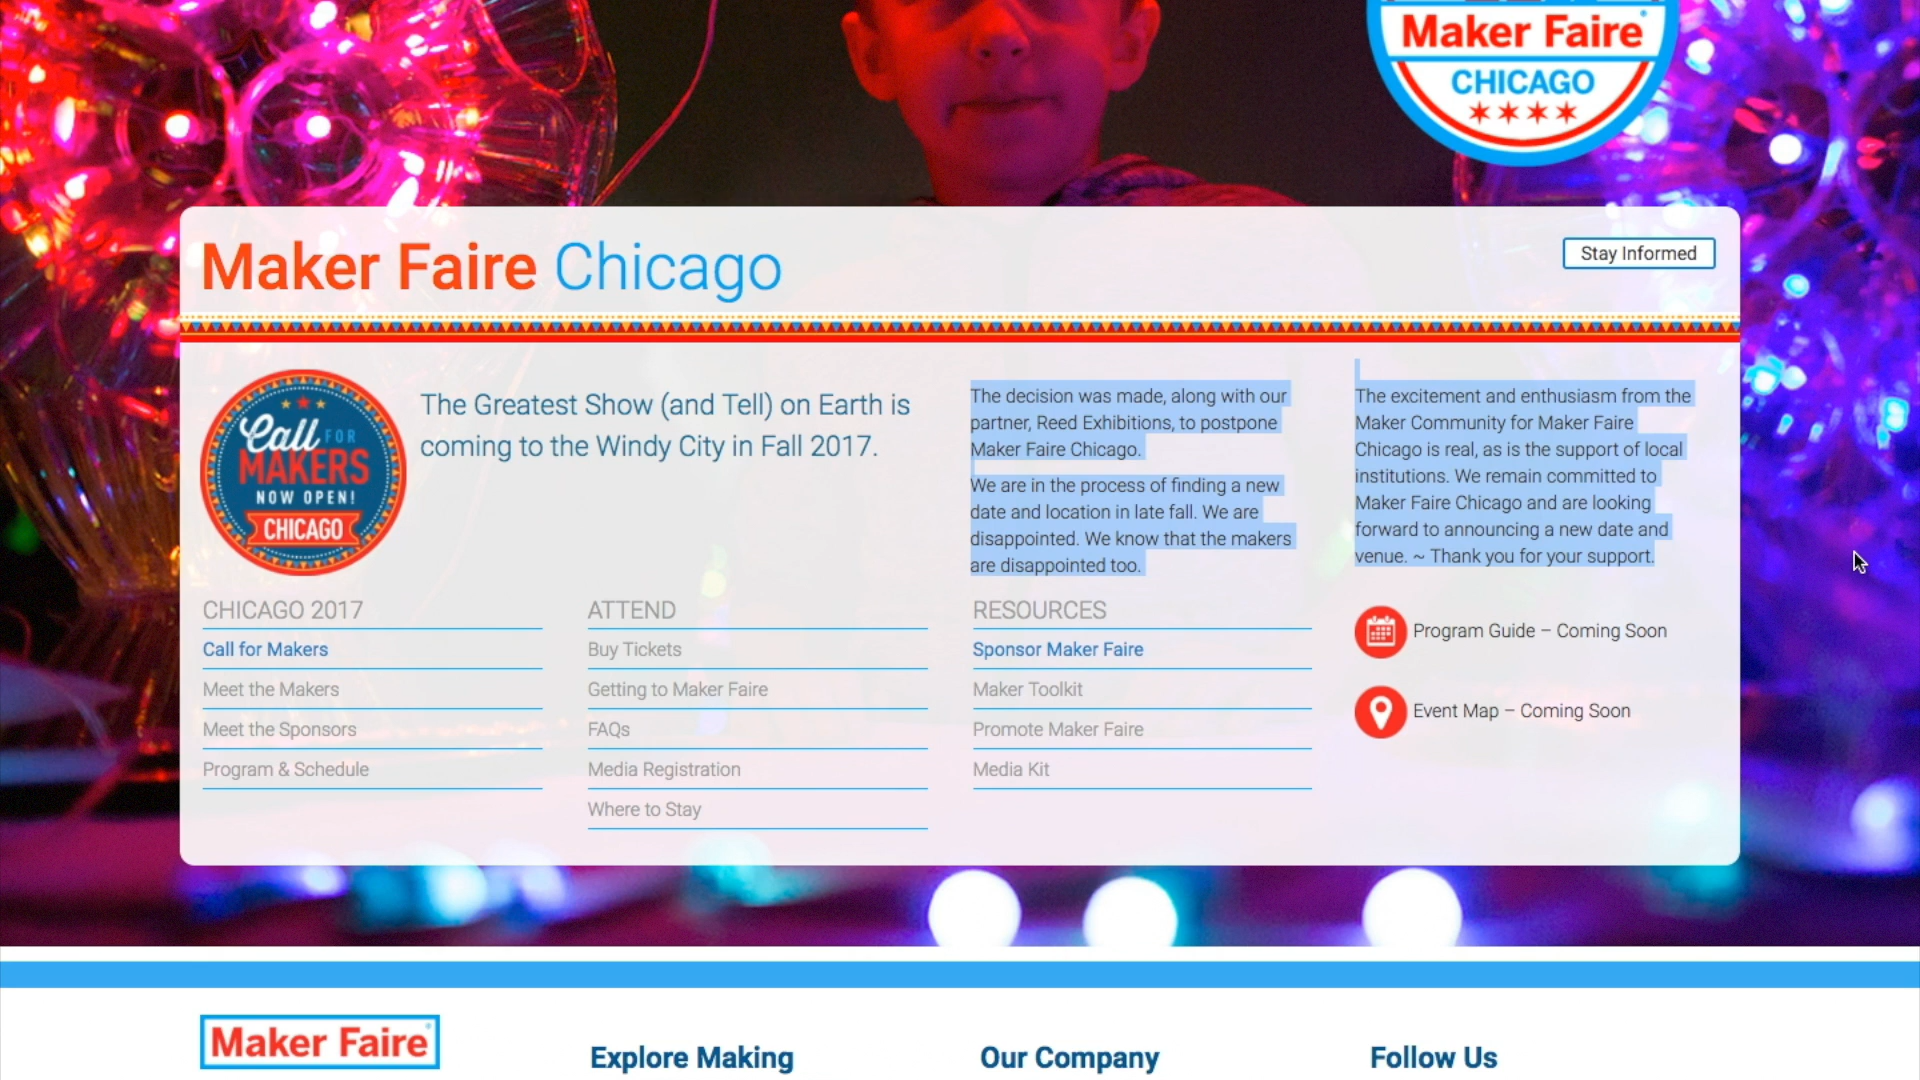 Maker Faire
CHICAGO
Maker Faire Chicago
Stay Informed
Call FOR
MAKERS
NOW OPEN!
CHICAGO
The Greatest Show (and Tell) on Earth is
coming to the Windy City in Fall 2017.
The decision was made, along with our
partner, Reed Exhibitions, to postpone
Maker Faire Chicago.
We are in the process of finding a new
date and location in late fall. We are
disappointed. We know that the makers
are disappointed too.
The excitement and enthusiasm from the
Maker Community for Maker Faire
Chicago is real, as is the support of local
institutions. We remain committed to
Maker Faire Chicago and are looking
forward to announcing a new date and
venue. ~ Thank you for your support.
CHICAGO 2017
Call for Makers
Meet the Makers
Meet the Sponsors
Program & Schedule
ATTEND
Buy Tickets
Getting to Maker Faire
FAQs
Media Registration
Where to Stay
RESOURCES
Sponsor Maker Faire
Maker Toolkit
Promote Maker Faire
Media Kit
Program Guide – Coming Soon
Event Map – Coming Soon
Maker Faire
Explore Making
Our Company
Follow Us